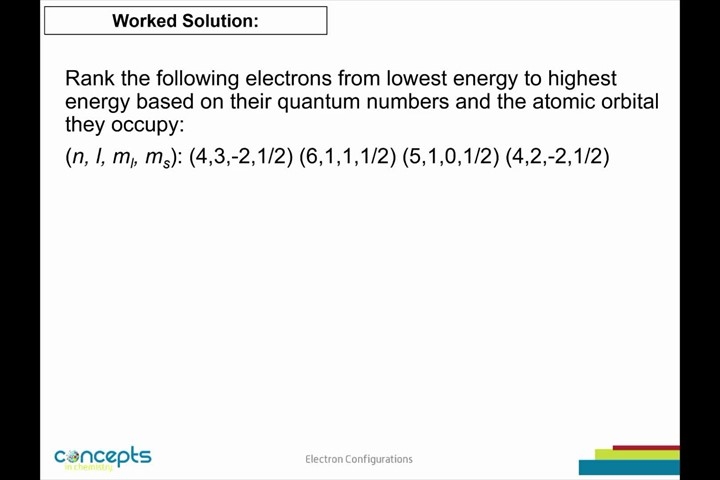 Worked Solution:
Rank the following electrons from lowest energy to highest
energy based on their quantum numbers and the atomic orbital
they occupy:
(n, l, ml, ms): (4,3,-2,1/2) (6,1,1,1/2) (5,1,0,1/2) (4,2,-2,1/2)
concepts
in chemistry
Electron Configurations